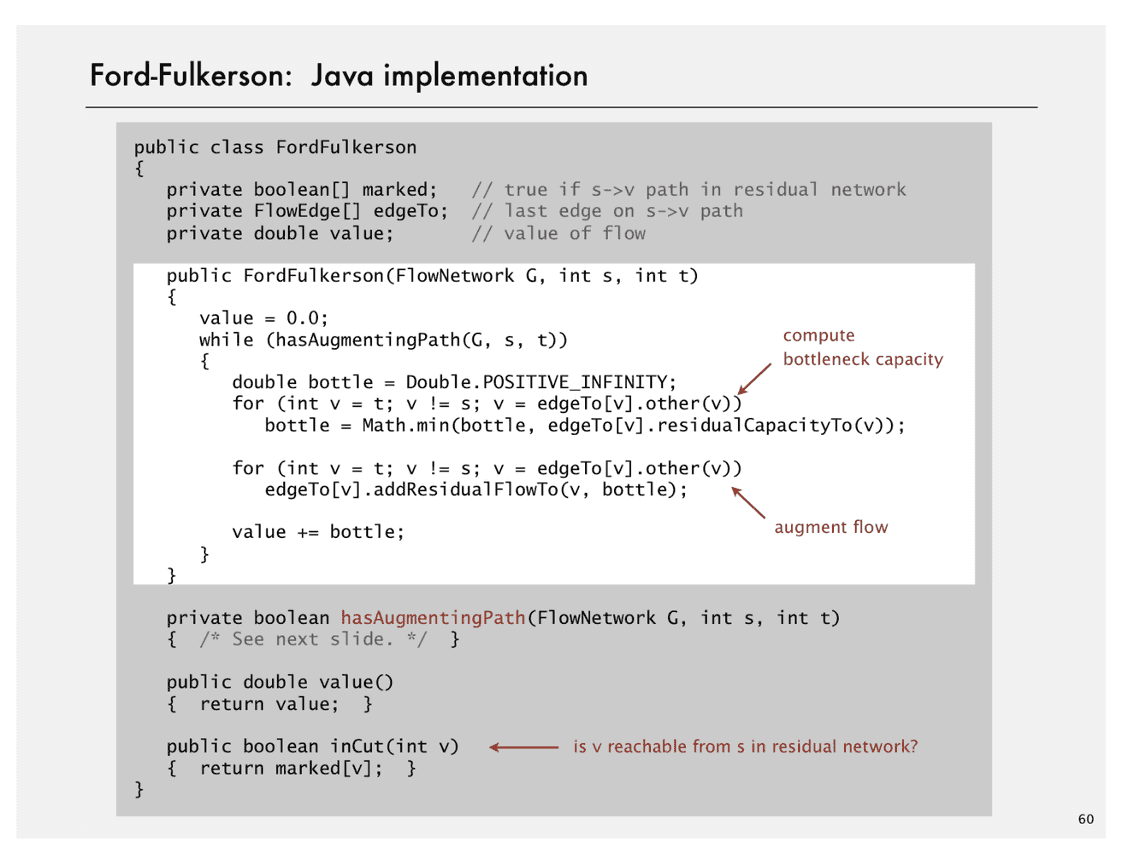 Ford-Fulkerson: Java implementation
public class FordFulkerson
{
private boolean[] marked; // true if s->v path in residual network
private FlowEdge[] edgeTo; // last edge on s->v path
private double value; // value of flow
public FordFulkerson(FlowNetwork G, int s, int t)
{
value = 0.0;
while (hasAugmentingPath(G, s, t))
{
double bottle = Double.POSITIVE_INFINITY;
for (int v = t; v != s; v = edgeTo[v].other(v))
bottle = Math.min(bottle, edgeTo[v].residualCapacityTo(v));
compute
bottleneck capacity
for (int v = t; v != s; v = edgeTo[v].other(v))
edgeTo[v].addResidualFlowTo(v, bottle);
augment flow
value += bottle;
}
}
private boolean hasAugmentingPath(FlowNetwork G, int s, int t)
{ /* See next slide. */ }
public double value()
{ return value; }
public boolean inCut(int v)
is v reachable from s in residual network?
{ return marked[v]; }
}
60